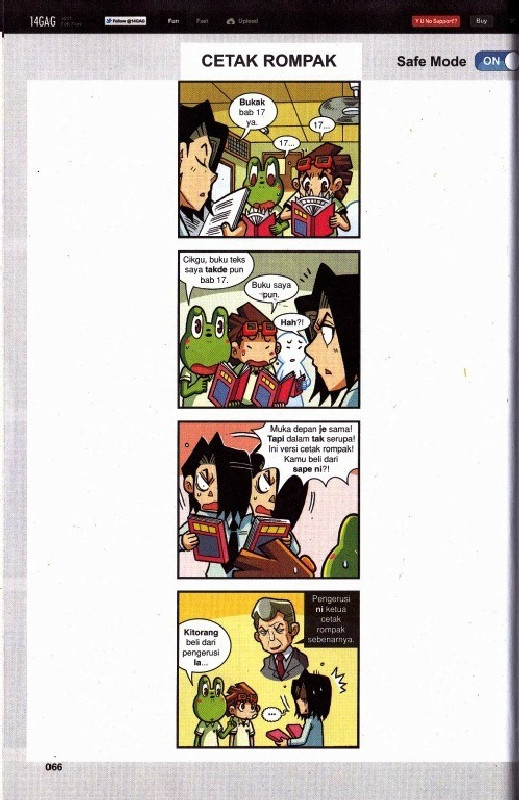 14GAG
Follow @14GAG
Fun
Fast
Upload
Y U No Support?
Buy
CETAK ROMPAK
Safe Mode
ON
Bukak
bab 17
ya.
17...
17...
Cikgu, buku teks
saya takde pun
bab 17.
Buku saya
pun.
Hah?!
Muka depan je sama!
Tapi dalam tak serupa!
Ini versi cetak rompak!
Kamu beli dari
sape ni?!
Pengerusi
ni ketua
cetak
rompak
sebenarnya.
Kitorang
beli dari
pengerusi
la...
...
066